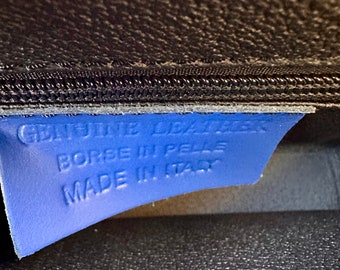 GENUINE LEATHER
BORSE IN PELLE
MADE IN ITALY